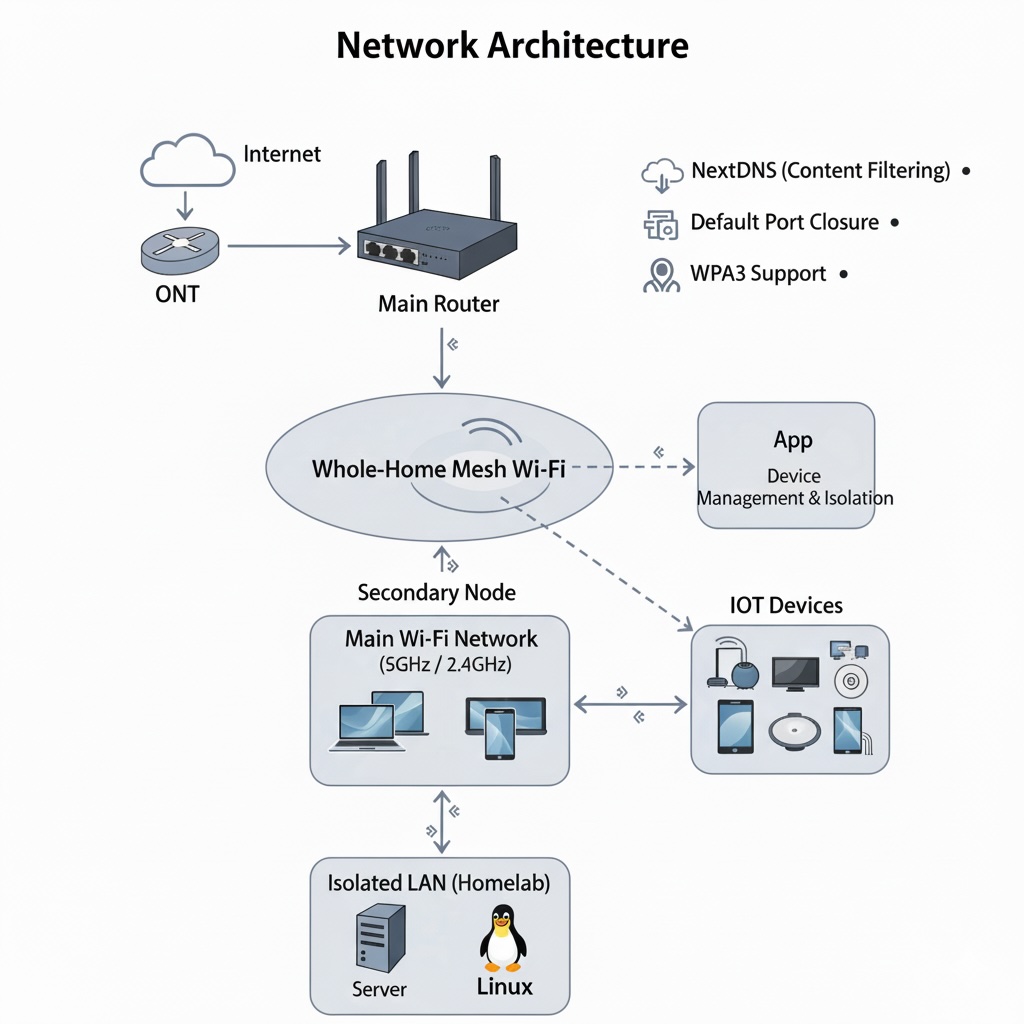 Network Architecture
Internet
ONT
Main Router
NextDNS (Content Filtering) •
Default Port Closure •
WPA3 Support •
Whole-Home Mesh Wi-Fi
App
Device
Management & Isolation
Secondary Node
Main Wi-Fi Network
(5GHz / 2.4GHz)
IOT Devices
Isolated LAN (Homelab)
Server
Linux